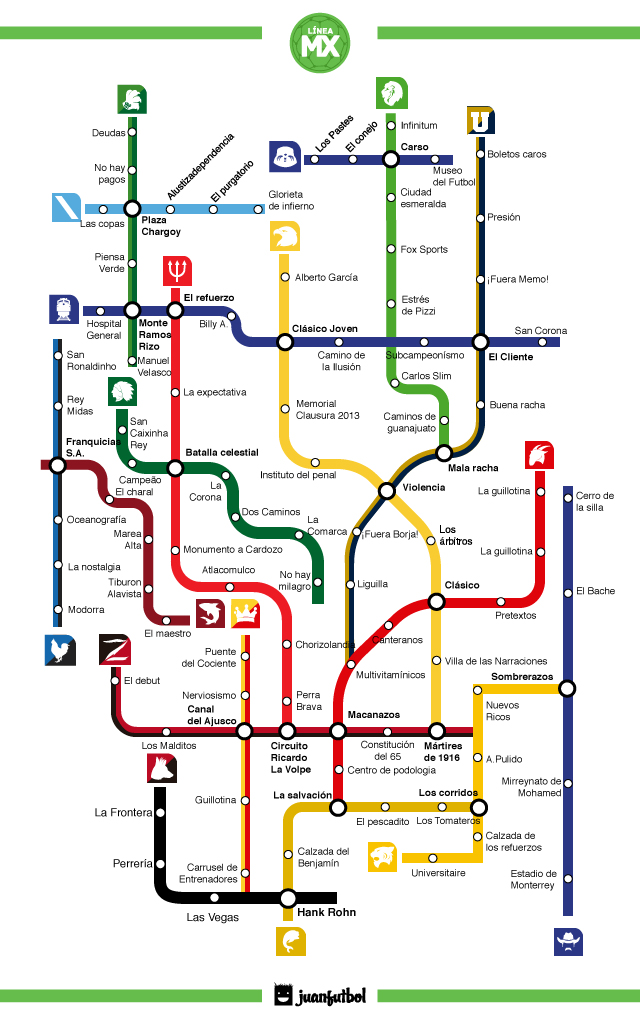 LÍNEA
MX
Deudas
No hay
pagos
Alustizadependencia
El purgatorio
Glorieta
de infierno
Las copas
Plaza
Chargoy
Piensa
Verde
Los Pastes
El conejo
Infinitum
Carso
Museo
del Futbol
Ciudad
esmeralda
Fox Sports
Estrés
de Pizzi
Carlos Slim
Caminos de
guanajuato
U
Boletos caros
Presión
¡Fuera Memo!
San Corona
El Cliente
Buena racha
Mala racha
Alberto García
El refuerzo
Billy A.
Clásico Joven
Camino de
la Ilusión
Subcampeonísmo
Hospital
General
Monte
Ramos
Rizo
Manuel
Velasco
San
Ronaldinho
Rey
Midas
Franquicias
S.A.
San
Caixinha
Rey
Campeão
El charal
La expectativa
Batalla celestial
La
Corona
Dos Caminos
La
Comarca
No hay
milagro
Memorial
Clausura 2013
Instituto del penal
Violencia
¡Fuera Borja!
Los
árbitros
Liguilla
Clásico
La guillotina
La guillotina
Pretextos
Cerro de
la silla
El Bache
Oceanografía
Marea
Alta
La nostalgia
Tiburon
Alavista
Modorra
El maestro
Monumento a Cardozo
Atlacomulco
Chorizolandia
Perra
Brava
Canteranos
Multivitamínicos
Villa de las Narraciones
Sombrerazos
Puente
del Cociente
Nerviosismo
Z
El debut
Canal
del Ajusco
Los Malditos
Circuito
Ricardo
La Volpe
Macanazos
Constitución
del 65
Mártires
de 1916
Nuevos
Ricos
A.Pulido
Centro de podologia
Mirreynato de
Mohamed
La salvación
Los corridos
El pescadito
Los Tomateros
Calzada de
los refuerzos
Universitaire
Guillotina
La Frontera
Perrería
Carrusel de
Entrenadores
Calzada del
Benjamín
Las Vegas
Hank Rohn
Estadio de
Monterrey
juanfutbol